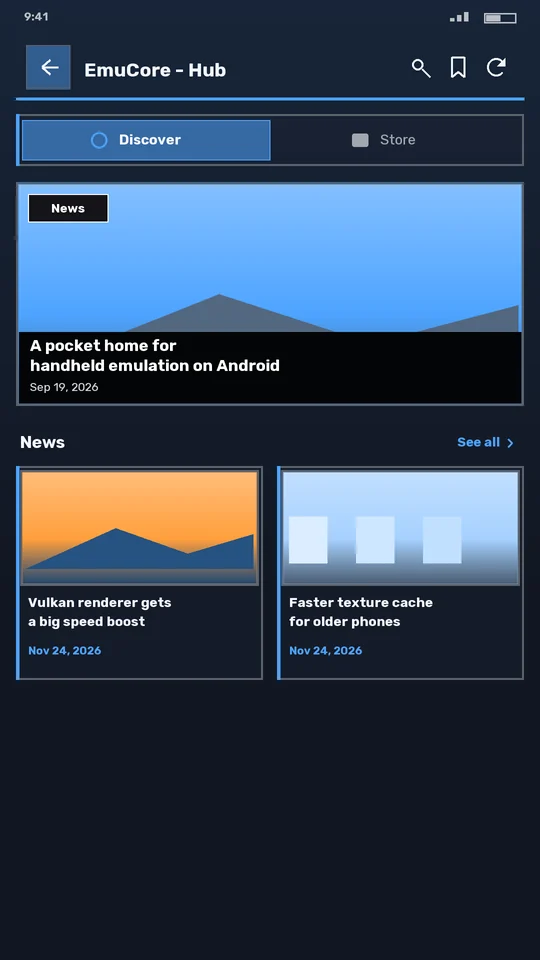 9:41
EmuCore - Hub
Discover
Store
News
A pocket home for
handheld emulation on Android
Sep 19, 2026
News
See all
Vulkan renderer gets
a big speed boost
Nov 24, 2026
Faster texture cache
for older phones
Nov 24, 2026